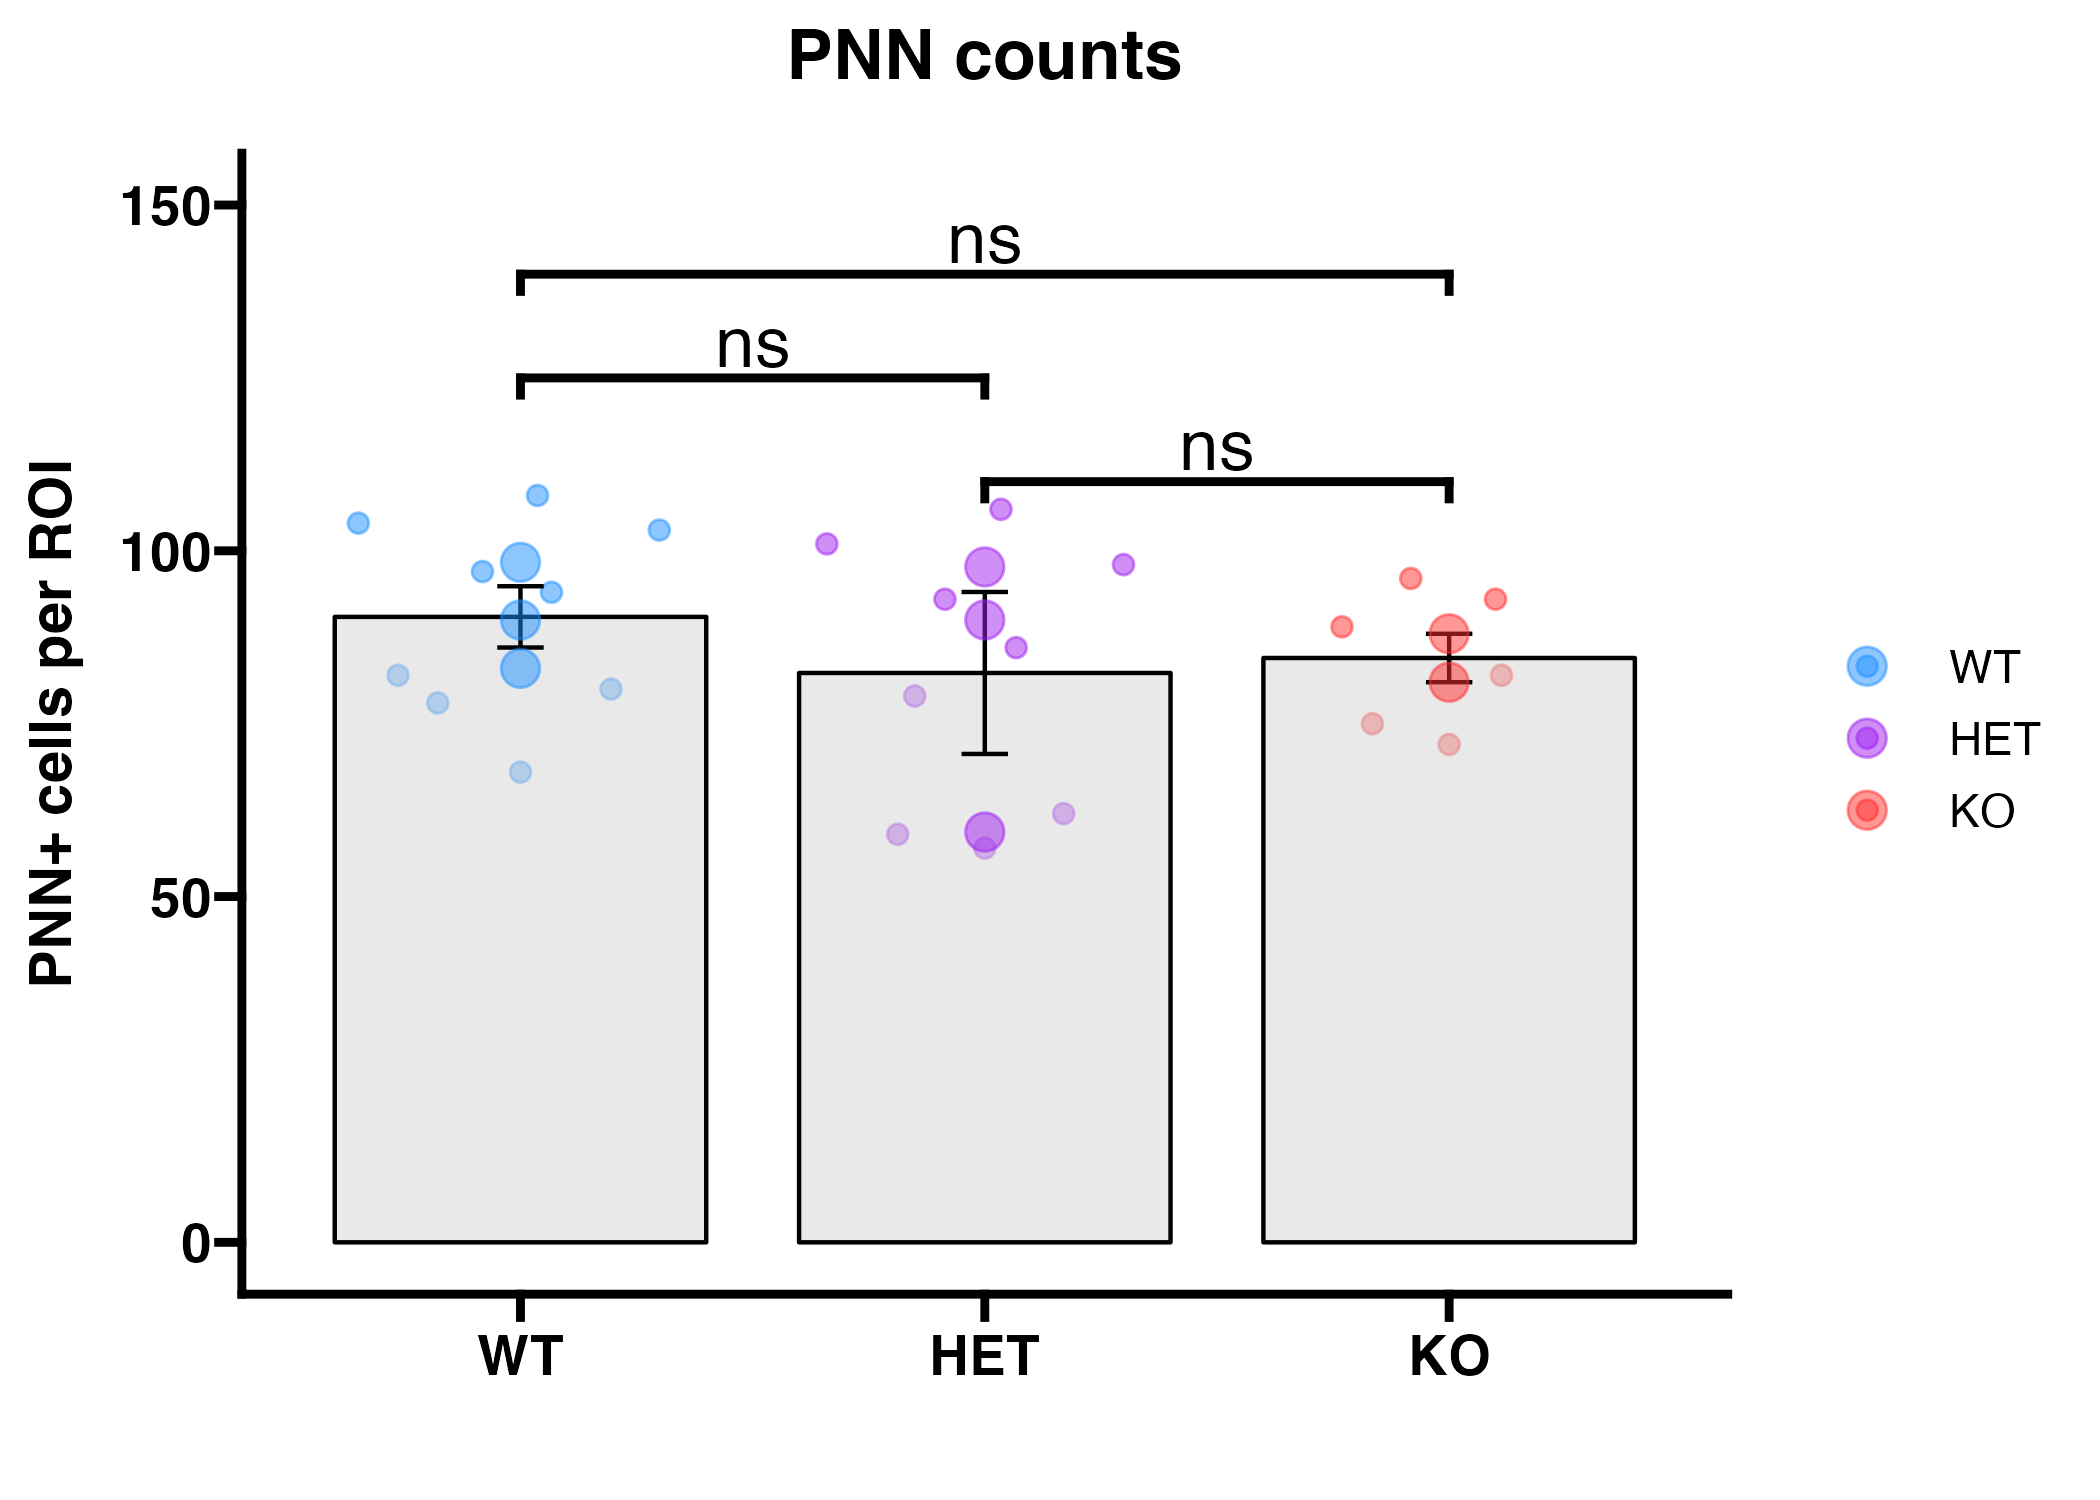 PNN counts
PNN+ cells per ROI
150
100
50
0
ns
ns
ns
WT
HET
KO
WT
HET
KO